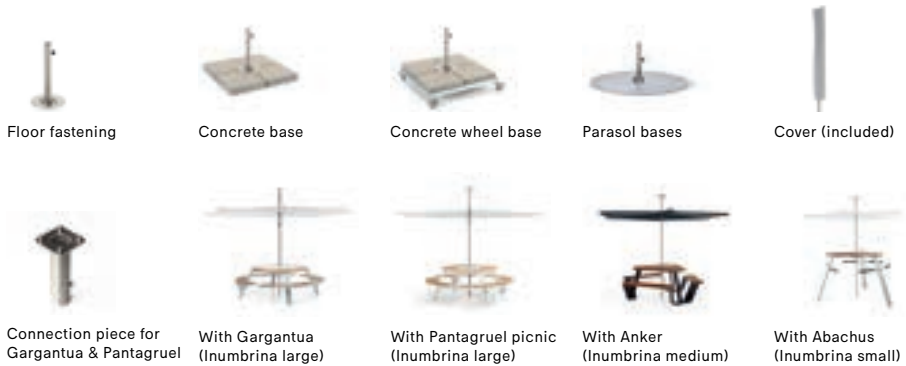 Floor fastening
Concrete base
Concrete wheel base
Parasol bases
Cover (included)
Connection piece for
Gargantua & Pantagruel
With Gargantua
(Inumbrina large)
With Pantagruel picnic
(Inumbrina large)
With Anker
(Inumbrina medium)
With Abachus
(Inumbrina small)